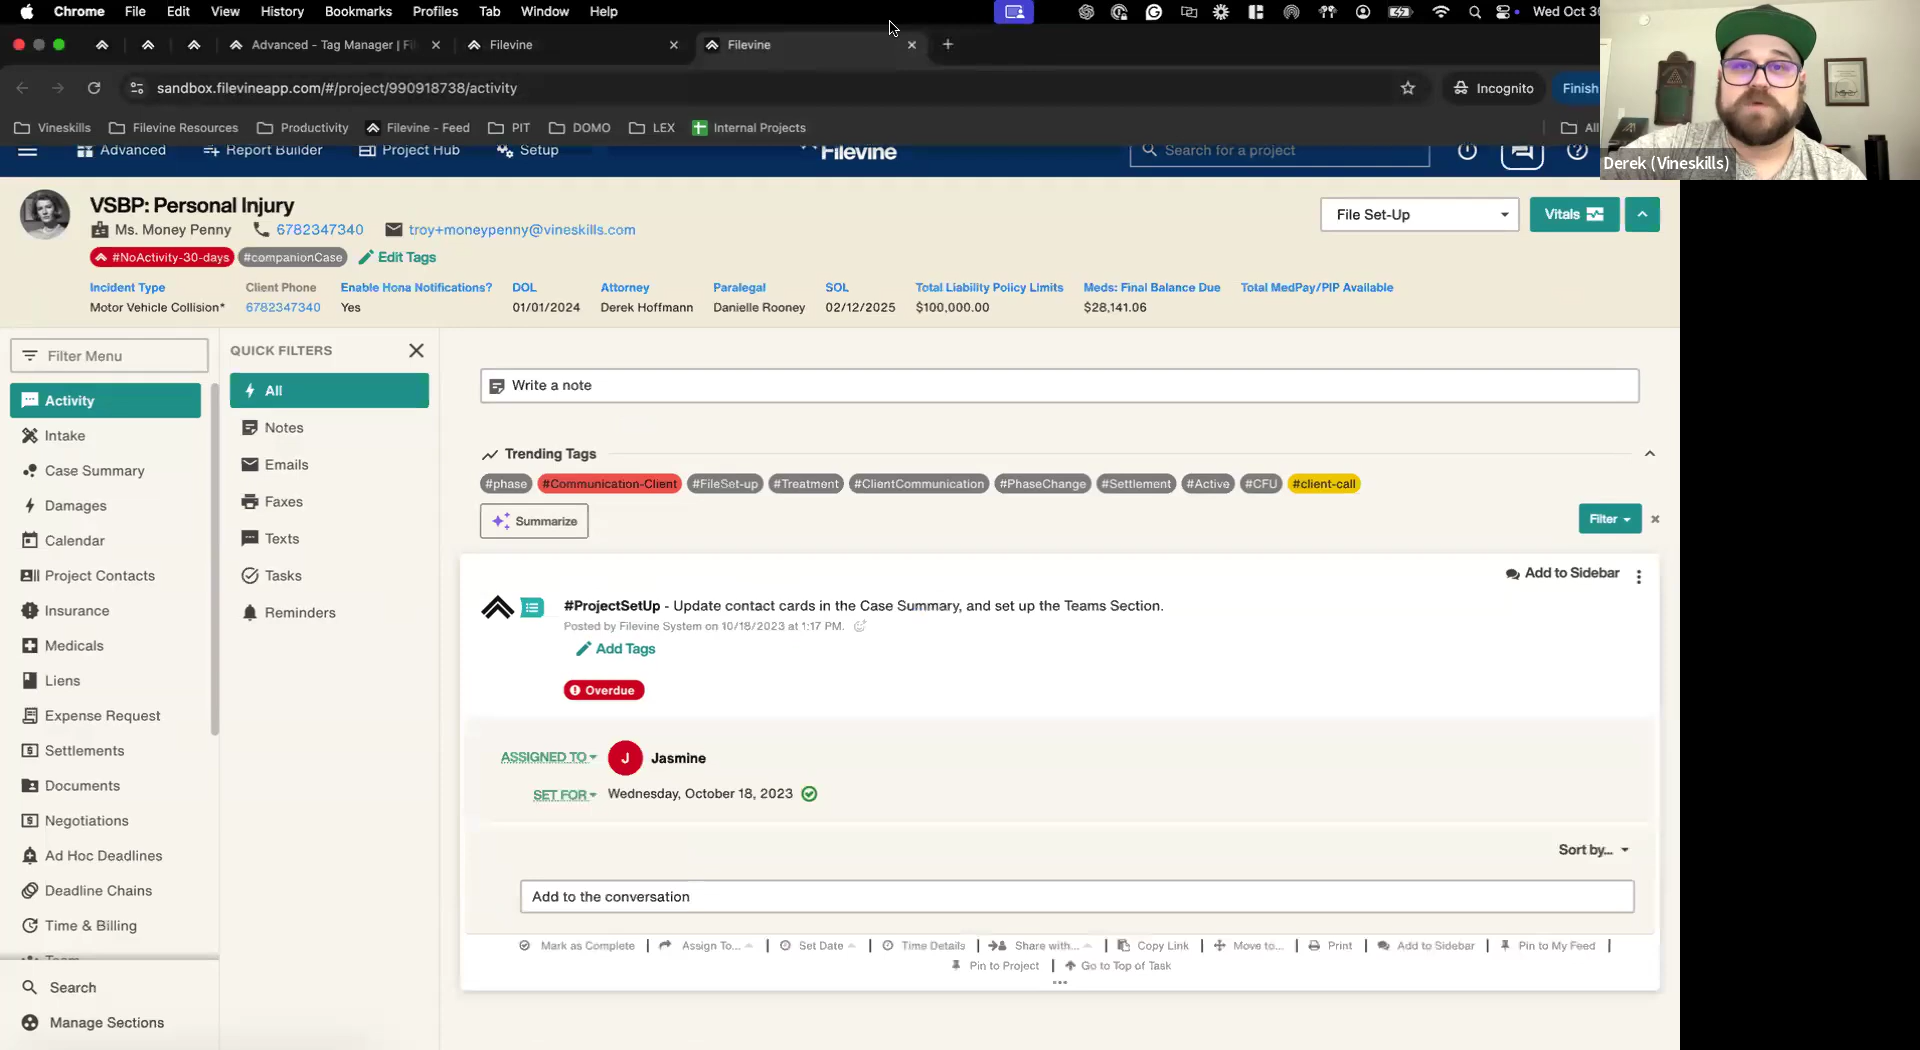 Chrome File Edit View History Bookmarks Profiles Tab Window Help Wed Oct 30
Advanced - Tag Manager | Fil Filevine Filevine
sandbox.filevineapp.com/#/project/990918738/activity Incognito Finish
Vineskills Filevine Resources Productivity Filevine - Feed PIT DOMO LEX Internal Projects All
Advanced Report Builder Project Hub Setup Filevine Search for a project
Derek (Vineskills)
VSBP: Personal Injury
Ms. Money Penny 6782347340 troy+moneypenny@vineskills.com
File Set-Up Vitals
#NoActivity-30-days #companionCase Edit Tags
Incident Type Client Phone Enable Hona Notifications? DOL Attorney Paralegal SOL Total Liability Policy Limits Meds: Final Balance Due Total MedPay/PIP Available
Motor Vehicle Collision* 6782347340 Yes 01/01/2024 Derek Hoffmann Danielle Rooney 02/12/2025 $100,000.00 $28,141.06
Filter Menu
Activity
Intake
Case Summary
Damages
Calendar
Project Contacts
Insurance
Medicals
Liens
Expense Request
Settlements
Documents
Negotiations
Ad Hoc Deadlines
Deadline Chains
Time & Billing
Search
Manage Sections
QUICK FILTERS
All
Notes
Emails
Faxes
Texts
Tasks
Reminders
Write a note
Trending Tags
#phase #Communication-Client #FileSet-up #Treatment #ClientCommunication #PhaseChange #Settlement #Active #CFU #client-call
Summarize Filter
Add to Sidebar
#ProjectSetUp - Update contact cards in the Case Summary, and set up the Teams Section.
Posted by Filevine System on 10/18/2023 at 1:17 PM.
Add Tags
Overdue
ASSIGNED TO J Jasmine
SET FOR Wednesday, October 18, 2023
Sort by...
Add to the conversation
Mark as Complete | Assign To... | Set Date | Time Details | Share with... | Copy Link | Move to... | Print | Add to Sidebar | Pin to My Feed |
Pin to Project | Go to Top of Task